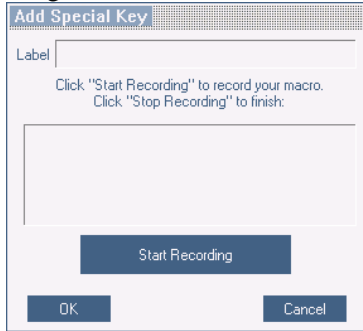 Add Special Key
Label
Click "Start Recording" to record your macro.
Click "Stop Recording" to finish:
Start Recording
OK
Cancel